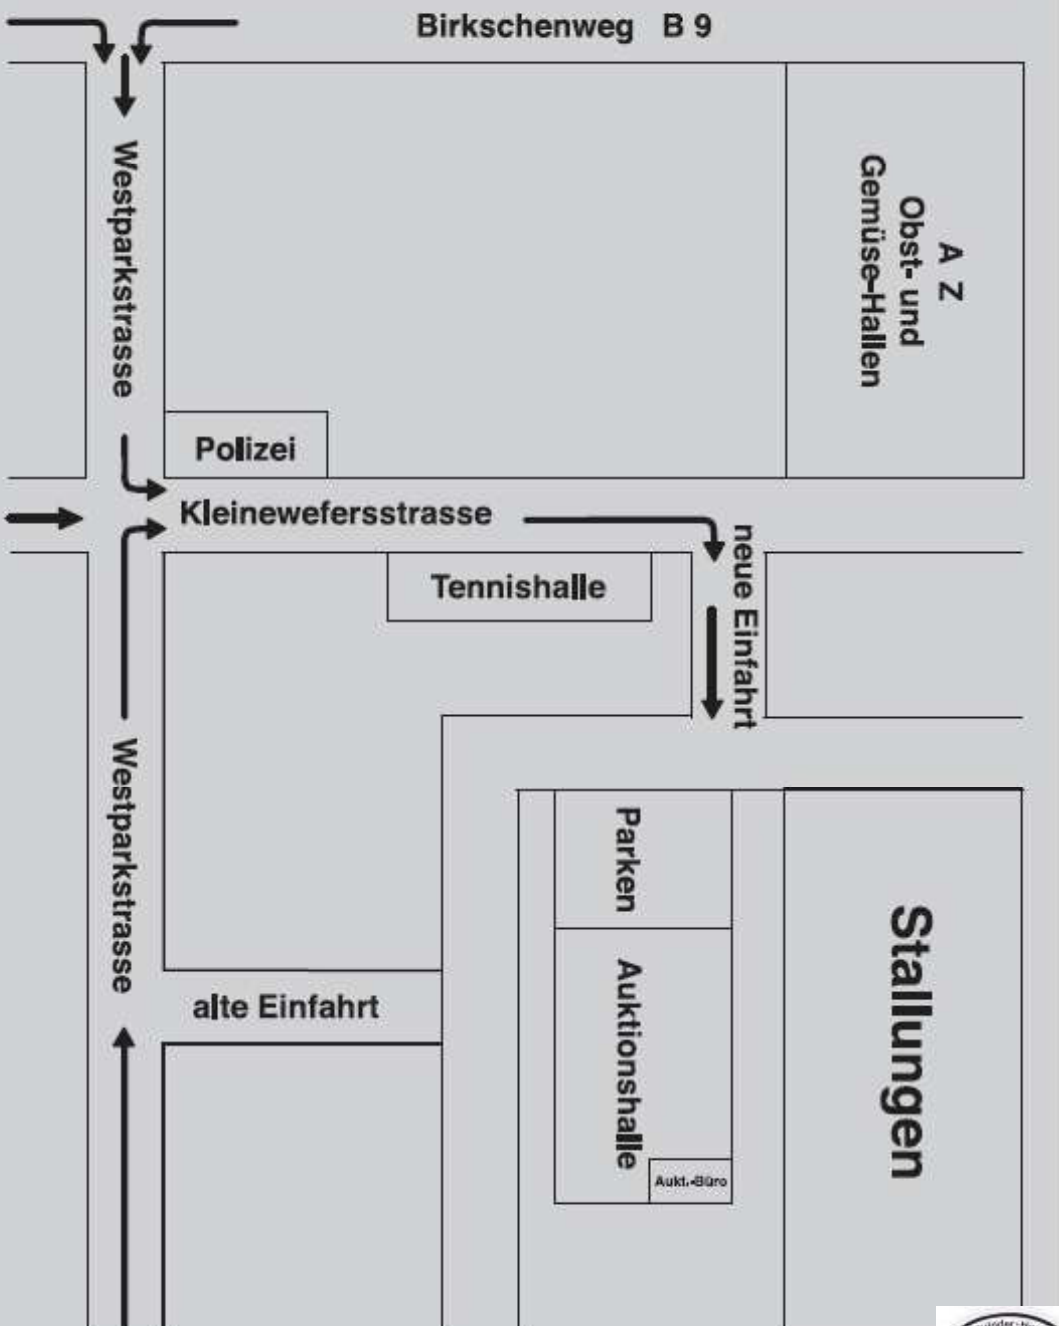 Birkschenweg B 9
Westparkstrasse
A Z
Obst- und
Gemüse-Hallen
Polizei
Kleinewefersstrasse
neue Einfahrt
Tennishalle
Westparkstrasse
Parken
Stallungen
Auktionshalle
alte Einfahrt
Aukt.-Büro